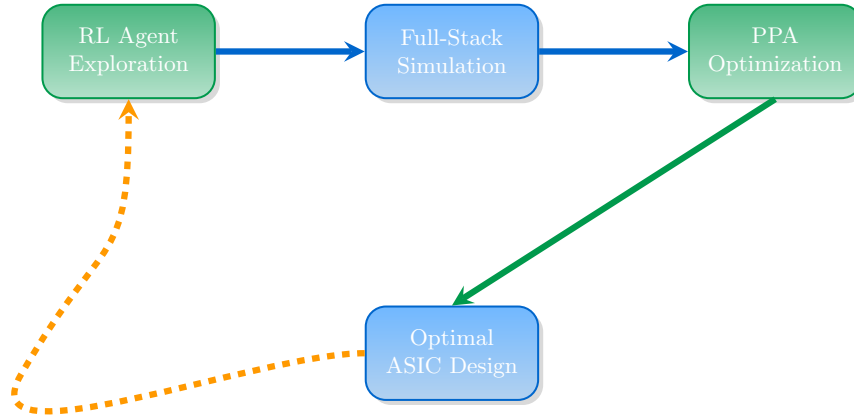 RL Agent
Exploration
Full-Stack
Simulation
PPA
Optimization
Optimal
ASIC Design